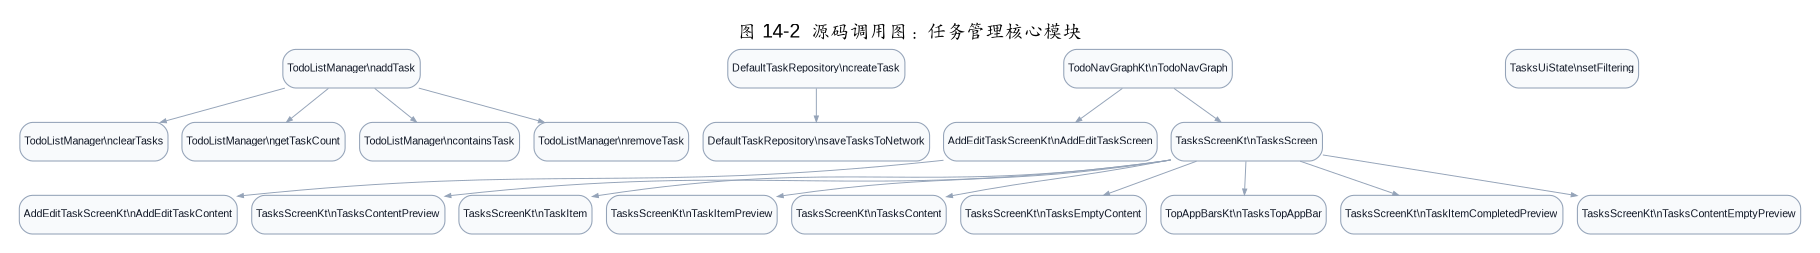 图 14-2 源码调用图：任务管理核心模块
TodoListManager\naddTask
DefaultTaskRepository\ncreateTask
TodoNavGraphKt\nTodoNavGraph
TasksUiState\nsetFiltering
TodoListManager\nclearTasks
TodoListManager\ngetTaskCount
TodoListManager\ncontainsTask
TodoListManager\nremoveTask
DefaultTaskRepository\nsaveTasksToNetwork
AddEditTaskScreenKt\nAddEditTaskScreen
TasksScreenKt\nTasksScreen
AddEditTaskScreenKt\nAddEditTaskContent
TasksScreenKt\nTasksContentPreview
TasksScreenKt\nTaskItem
TasksScreenKt\nTaskItemPreview
TasksScreenKt\nTasksContent
TasksScreenKt\nTasksEmptyContent
TopAppBarsKt\nTasksTopAppBar
TasksScreenKt\nTaskItemCompletedPreview
TasksScreenKt\nTasksContentEmptyPreview